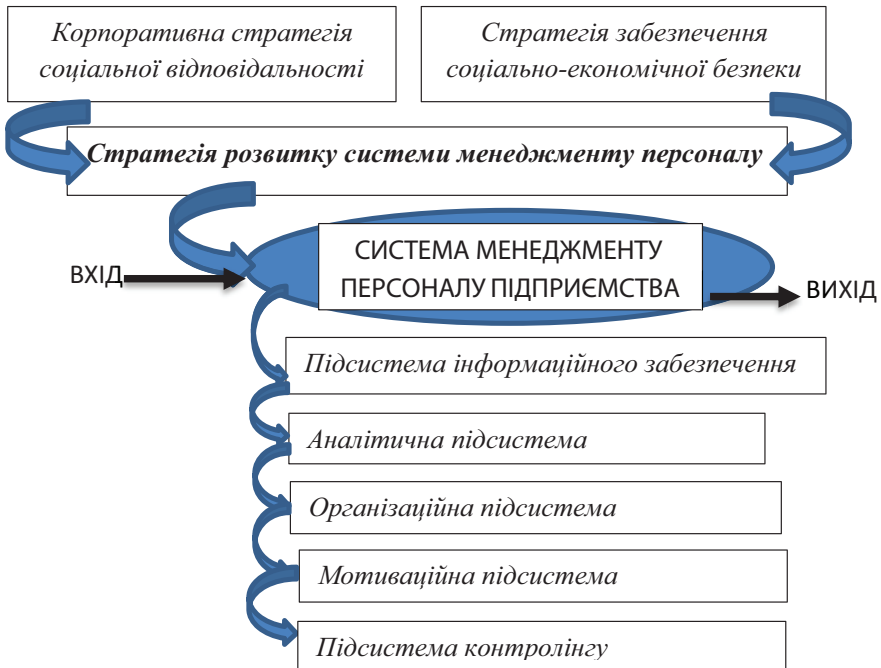 Корпоративна стратегія
соціальної відповідальності
Стратегія забезпечення
соціально-економічної безпеки
Стратегія розвитку системи менеджменту персоналу
СИСТЕМА МЕНЕДЖМЕНТУ
ПЕРСОНАЛУ ПІДПРИЄМСТВА
ВХІД
ВИХІД
Підсистема інформаційного забезпечення
Аналітична підсистема
Організаційна підсистема
Мотиваційна підсистема
Підсистема контролінгу